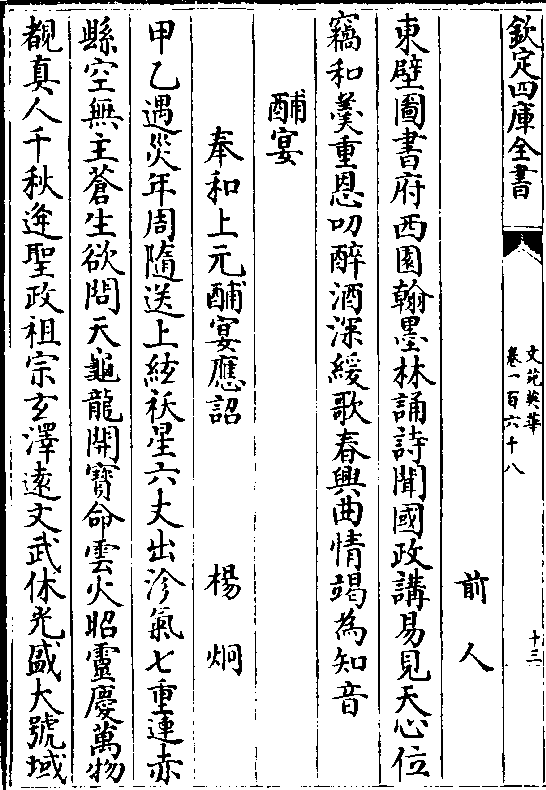 欽定四庫全書
文苑英華
卷一百六十八
十三
前人
東壁圖書府西園翰墨林誦詩聞國政講易見天心位
竊和羮重恩叨醉酒深緩歌春興曲情竭為知音
酺宴
奉和上元酺宴應詔
楊炯
甲乙遇災年周隨送上絃祅星六丈出沴氣七重連赤
縣空無主蒼生欲問天龜龍開寳命雲火昭靈慶萬物
覩真人千秋逢聖政祖宗玄澤逺文武休光盛大號域